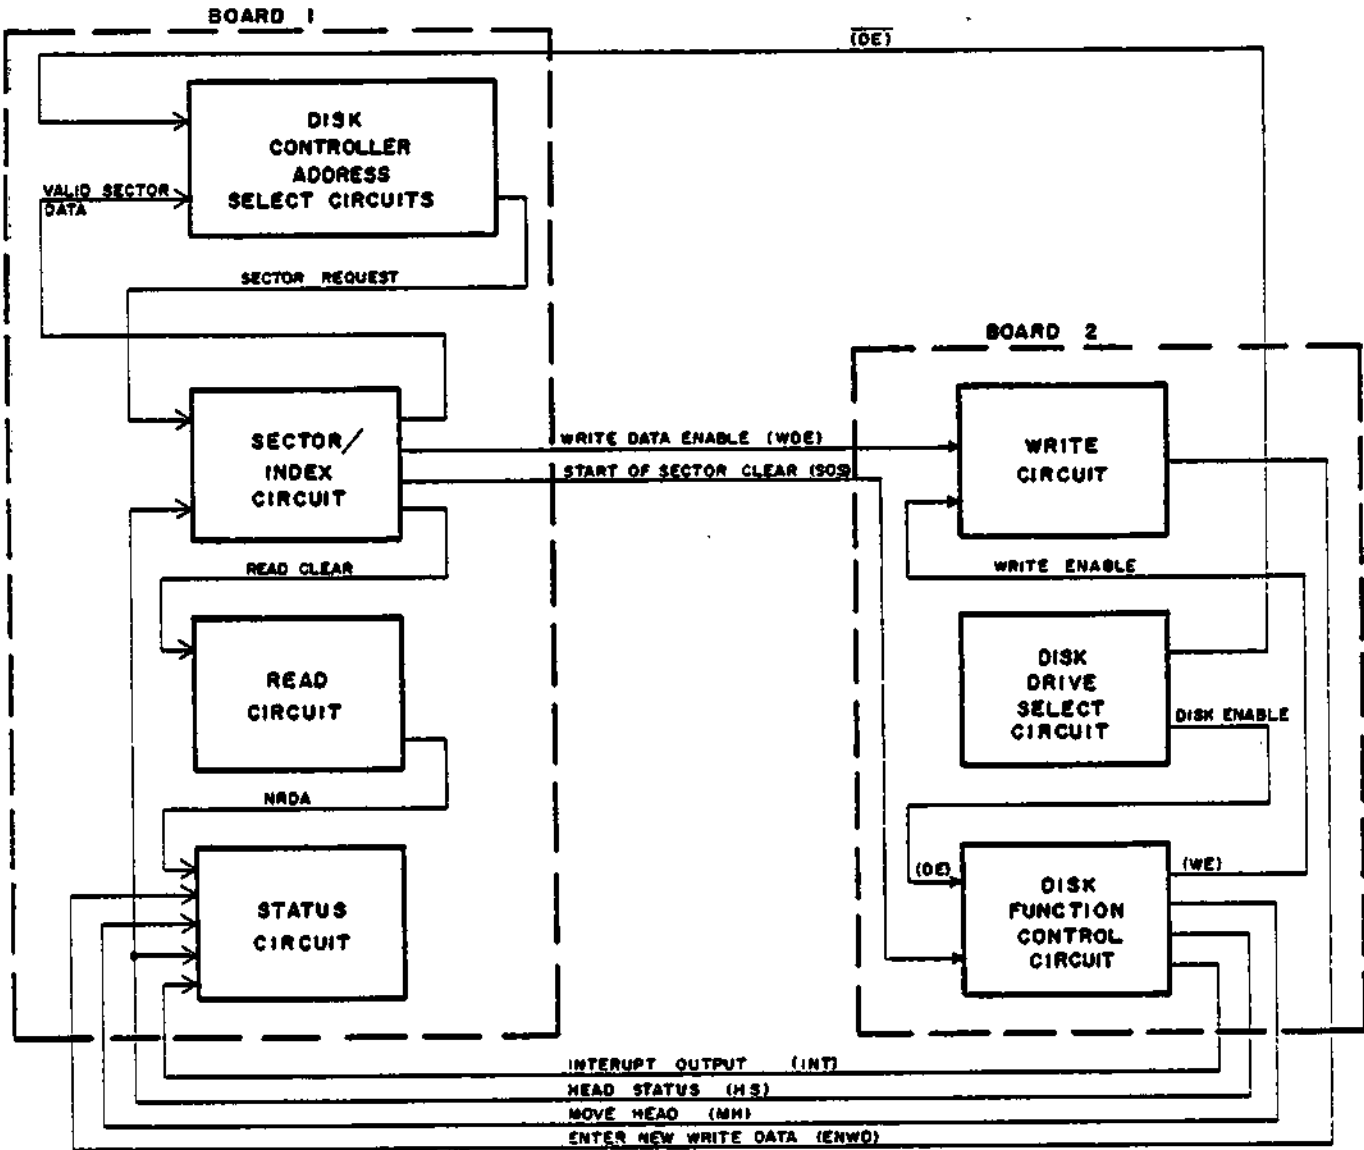 BOARD 1
(DE)
DISK
CONTROLLER
ADDRESS
SELECT CIRCUITS
VALID SECTOR
DATA
SECTOR REQUEST
BOARD 2
SECTOR/
INDEX
CIRCUIT
WRITE DATA ENABLE (WDE)
START OF SECTOR CLEAR (SOS)
WRITE
CIRCUIT
READ CLEAR
WRITE ENABLE
READ
CIRCUIT
DISK
DRIVE
SELECT
CIRCUIT
DISK ENABLE
NRDA
STATUS
CIRCUIT
(DE)
DISK
FUNCTION
CONTROL
CIRCUIT
(WE)
INTERUPT OUTPUT (INT)
HEAD STATUS (HS)
MOVE HEAD (MH)
ENTER NEW WRITE DATA (ENWD)